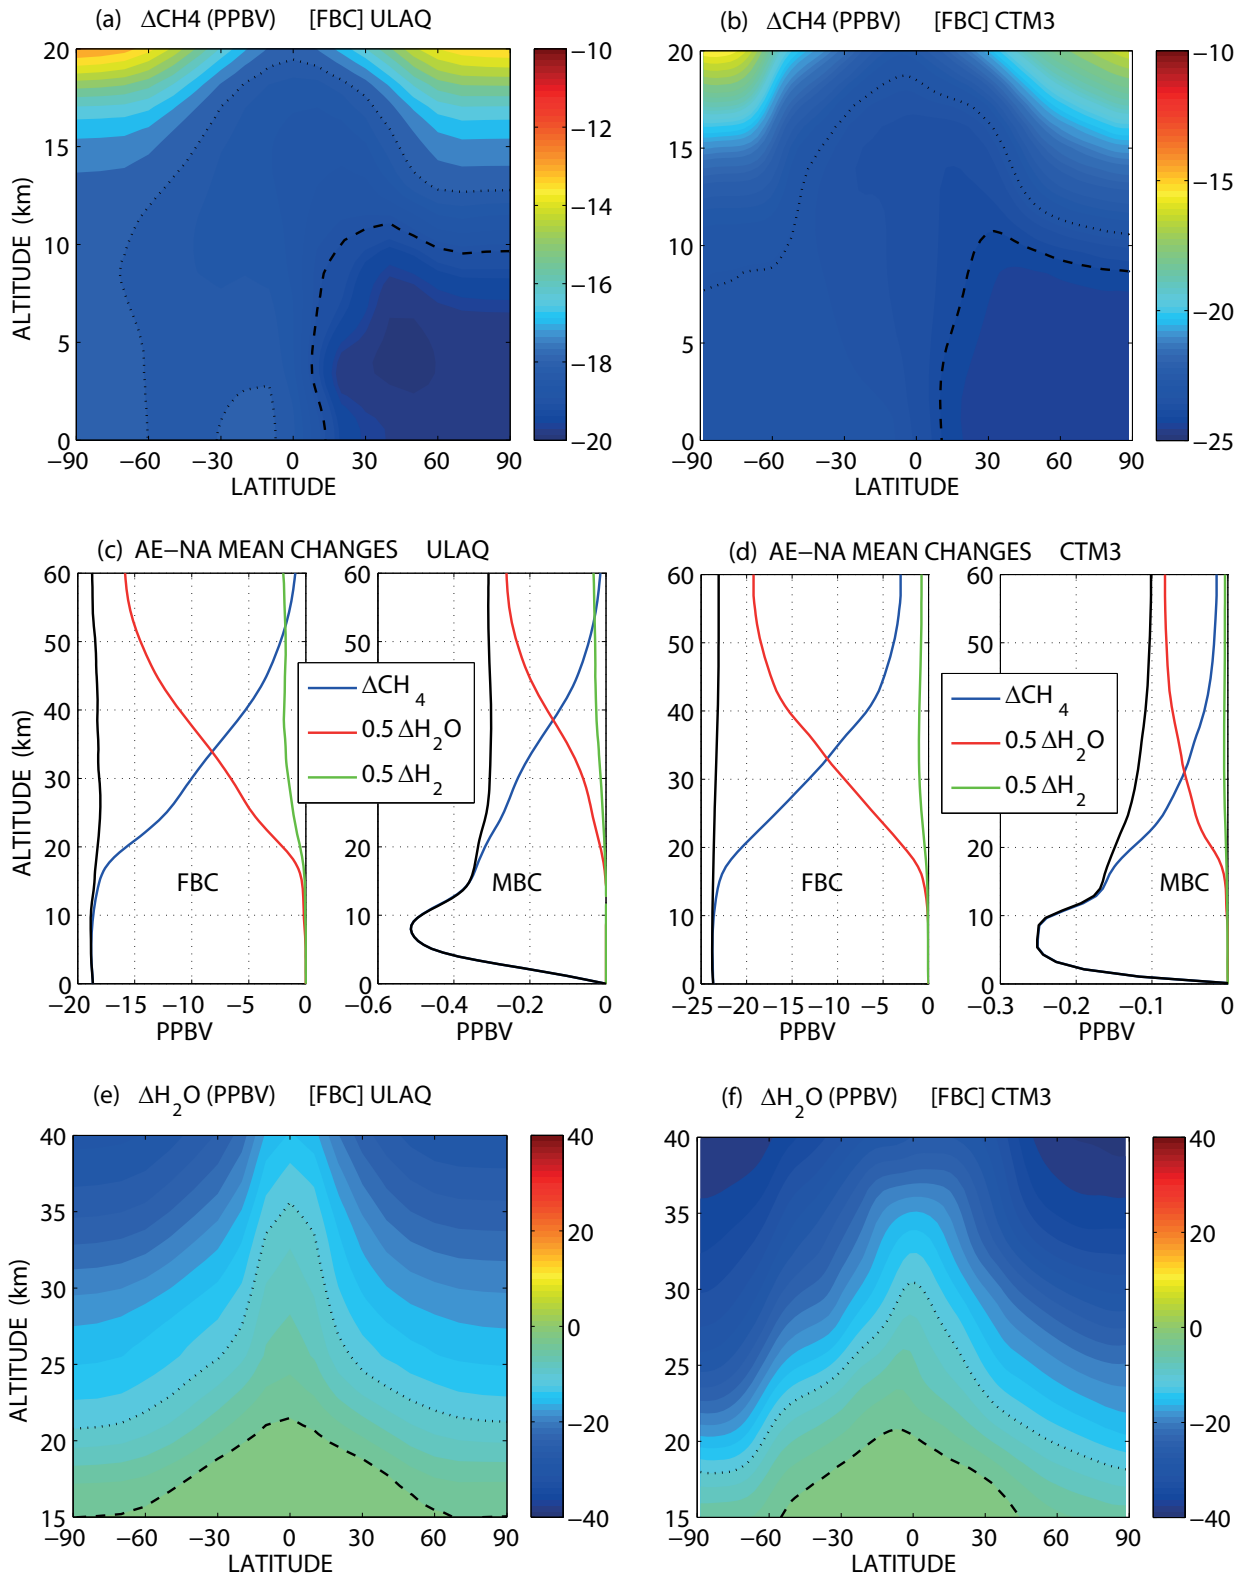 (a) ΔCH4 (PPBV) [FBC] ULAQ
(b) ΔCH4 (PPBV) [FBC] CTM3
20
15
10
5
0
ALTITUDE (km)
−90 −60 −30 0 30 60 90
LATITUDE
−10
−12
−14
−16
−18
−20
20
15
10
5
0
−90 −60 −30 0 30 60 90
LATITUDE
−10
−15
−20
−25
(c) AE−NA MEAN CHANGES ULAQ
(d) AE−NA MEAN CHANGES CTM3
60
50
40
30
20
10
0
ALTITUDE (km)
−20 −15 −10 −5 0
PPBV
FBC
60
50
40
30
20
10
0
−0.6 −0.4 −0.2 0
PPBV
MBC
ΔCH4
0.5 ΔH2O
0.5 ΔH2
60
50
40
30
20
10
0
−25 −20 −15 −10 −5 0
PPBV
FBC
60
50
40
30
20
10
0
−0.3 −0.2 −0.1 0
PPBV
MBC
ΔCH4
0.5 ΔH2O
0.5 ΔH2
(e) ΔH2O (PPBV) [FBC] ULAQ
(f) ΔH2O (PPBV) [FBC] CTM3
40
35
30
25
20
15
ALTITUDE (km)
−90 −60 −30 0 30 60 90
LATITUDE
40
20
0
−20
−40
40
35
30
25
20
15
−90 −60 −30 0 30 60 90
LATITUDE
40
20
0
−20
−40